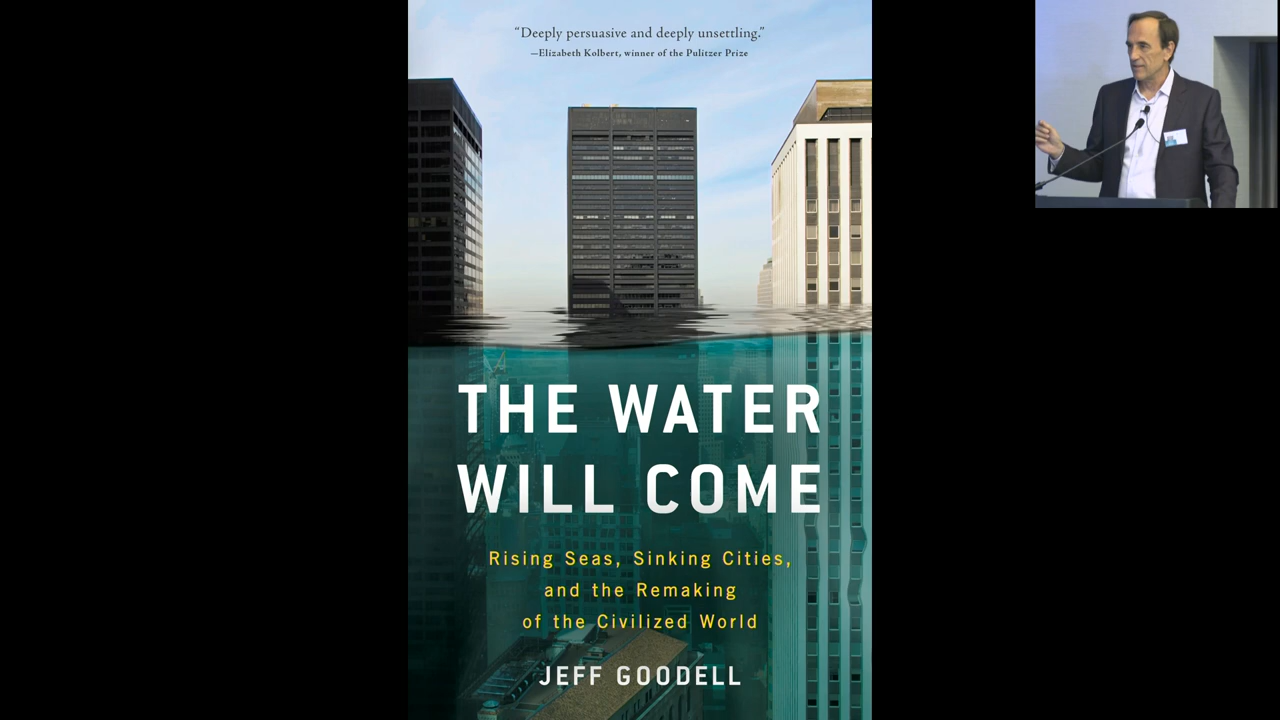 “Deeply persuasive and deeply unsettling.”
—Elizabeth Kolbert, winner of the Pulitzer Prize
THE WATER
WILL COME
Rising Seas, Sinking Cities,
and the Remaking
of the Civilized World
JEFF GOODELL